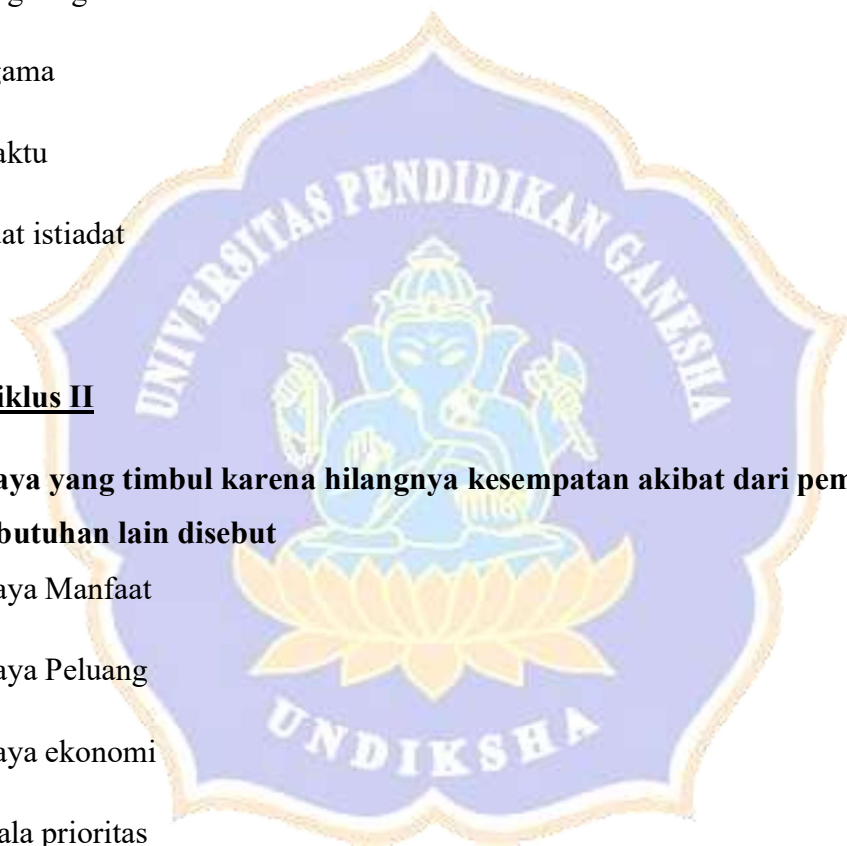 gama
aktu
at istiadat
UNIVERSITAS PENDIDIKAN GANESHA
iklus II
aya yang timbul karena hilangnya kesempatan akibat dari pem
butuhan lain disebut
aya Manfaat
aya Peluang
aya ekonomi
ala prioritas
UNDIKSHA